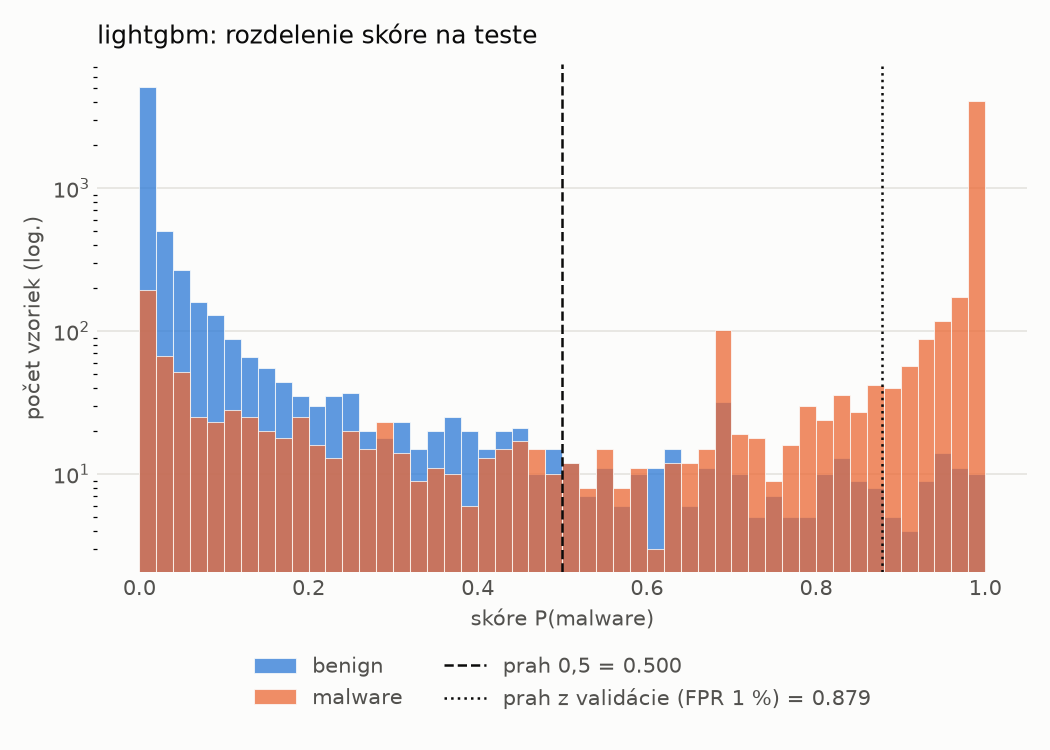 lightgbm: rozdelenie skóre na teste
počet vzoriek (log.)
10³
10²
10¹
0.0 0.2 0.4 0.6 0.8 1.0
skóre P(malware)
benign
malware
prah 0,5 = 0.500
prah z validácie (FPR 1 %) = 0.879